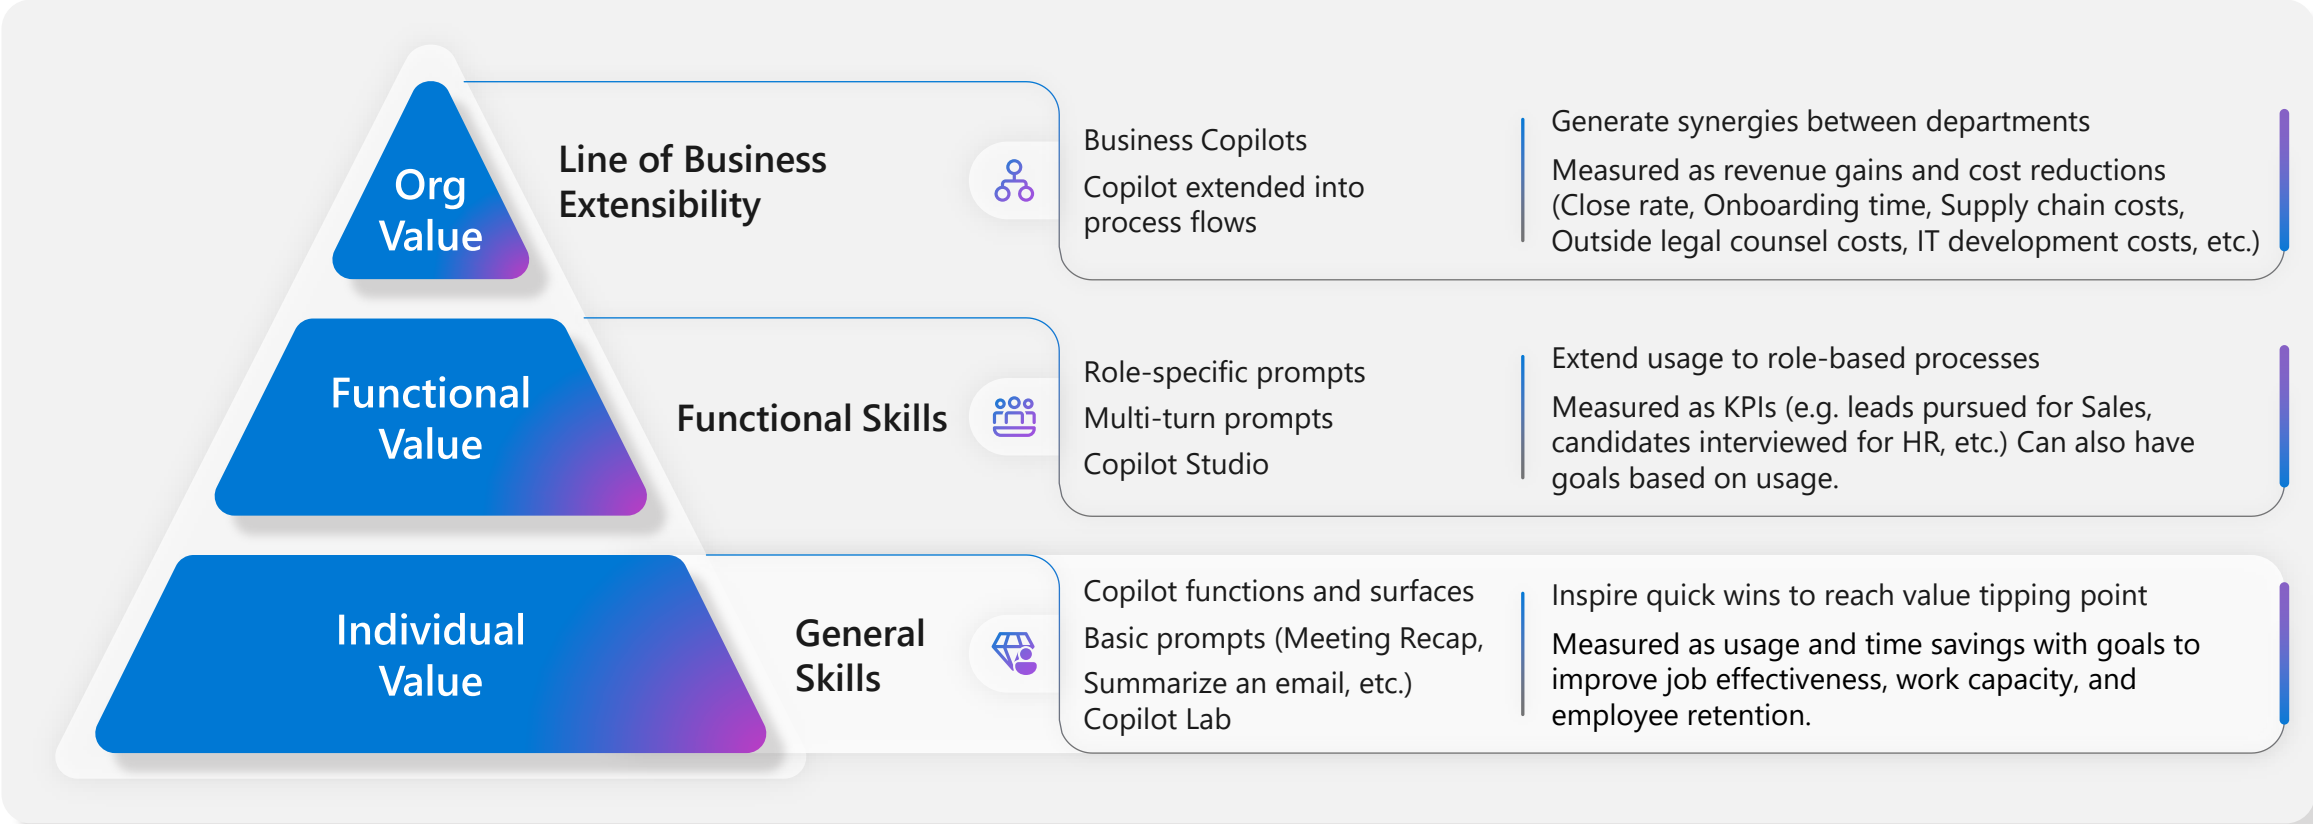 Org
Value
Line of Business
Extensibility
Business Copilots
Copilot extended into
process flows
Generate synergies between departments
Measured as revenue gains and cost reductions
(Close rate, Onboarding time, Supply chain costs,
Outside legal counsel costs, IT development costs, etc.)
Functional
Value
Functional Skills
Role-specific prompts
Multi-turn prompts
Copilot Studio
Extend usage to role-based processes
Measured as KPIs (e.g. leads pursued for Sales,
candidates interviewed for HR, etc.) Can also have
goals based on usage.
Individual
Value
General
Skills
Copilot functions and surfaces
Basic prompts (Meeting Recap,
Summarize an email, etc.)
Copilot Lab
Inspire quick wins to reach value tipping point
Measured as usage and time savings with goals to
improve job effectiveness, work capacity, and
employee retention.